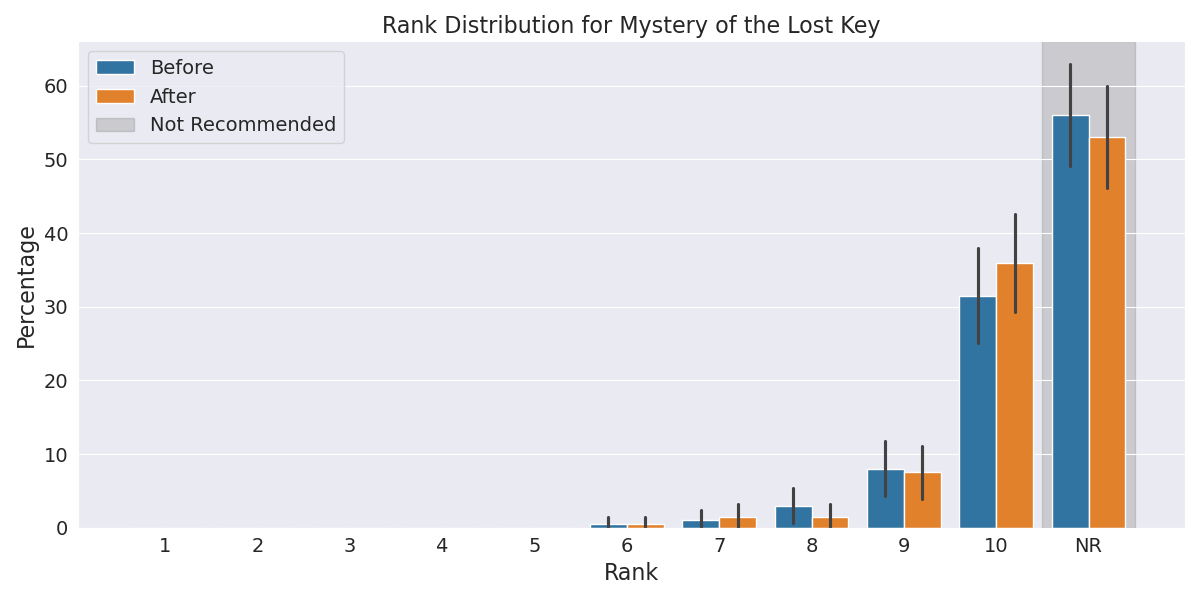 Rank Distribution for Mystery of the Lost Key
Before
After
Not Recommended
Percentage
60
50
40
30
20
10
0
1 2 3 4 5 6 7 8 9 10 NR
Rank